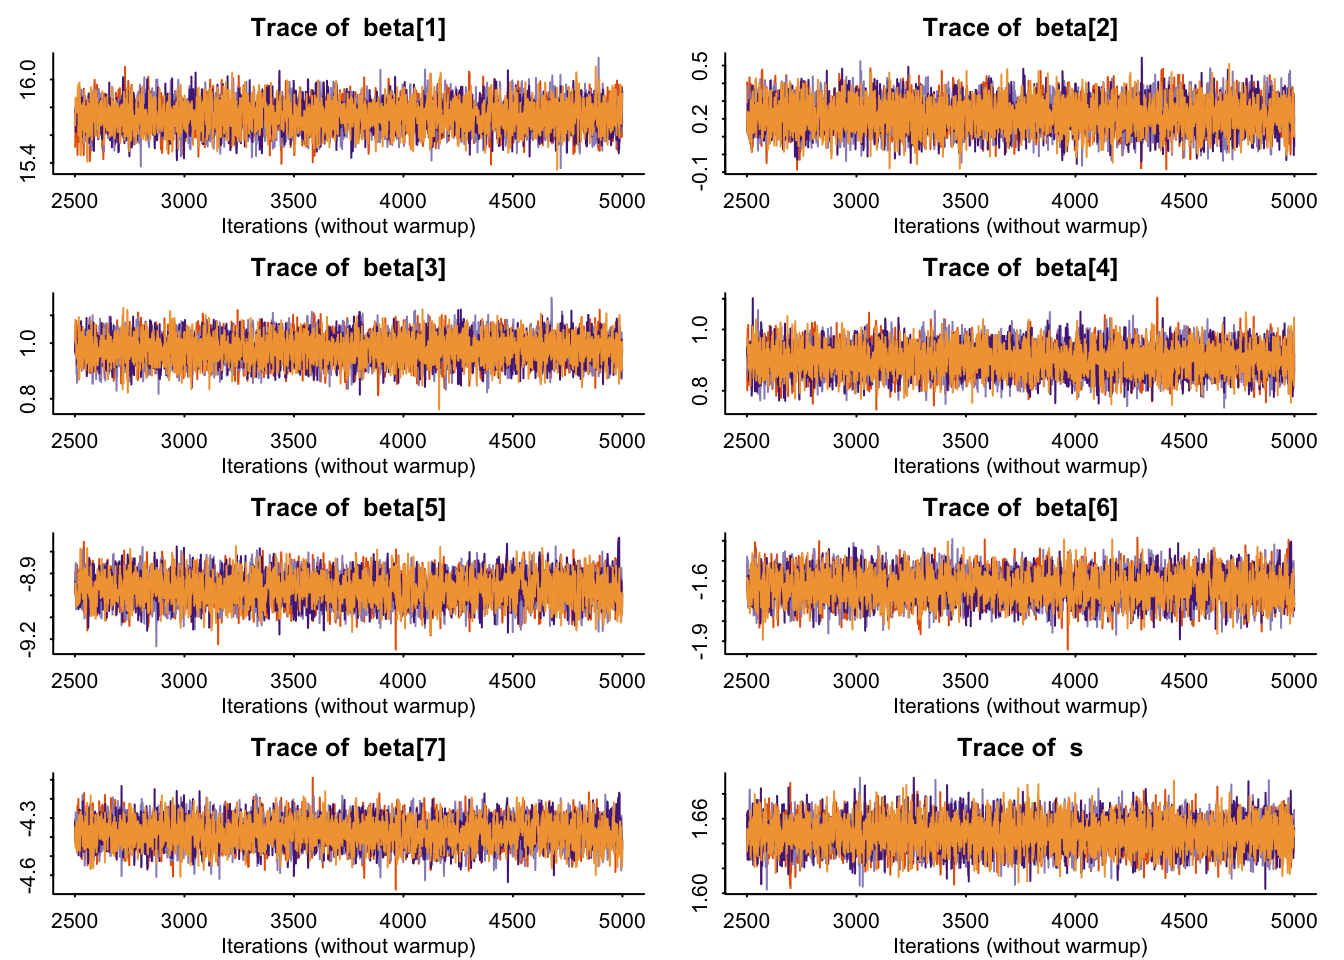 Trace of beta[1]
16.0
15.4
2500 3000 3500 4000 4500 5000
Iterations (without warmup)
Trace of beta[2]
0.5
0.2
-0.1
2500 3000 3500 4000 4500 5000
Iterations (without warmup)
Trace of beta[3]
1.0
0.8
2500 3000 3500 4000 4500 5000
Iterations (without warmup)
Trace of beta[4]
1.0
0.8
2500 3000 3500 4000 4500 5000
Iterations (without warmup)
Trace of beta[5]
-8.9
-9.2
2500 3000 3500 4000 4500 5000
Iterations (without warmup)
Trace of beta[6]
-1.6
-1.9
2500 3000 3500 4000 4500 5000
Iterations (without warmup)
Trace of beta[7]
-4.3
-4.6
2500 3000 3500 4000 4500 5000
Iterations (without warmup)
Trace of s
1.66
1.60
2500 3000 3500 4000 4500 5000
Iterations (without warmup)